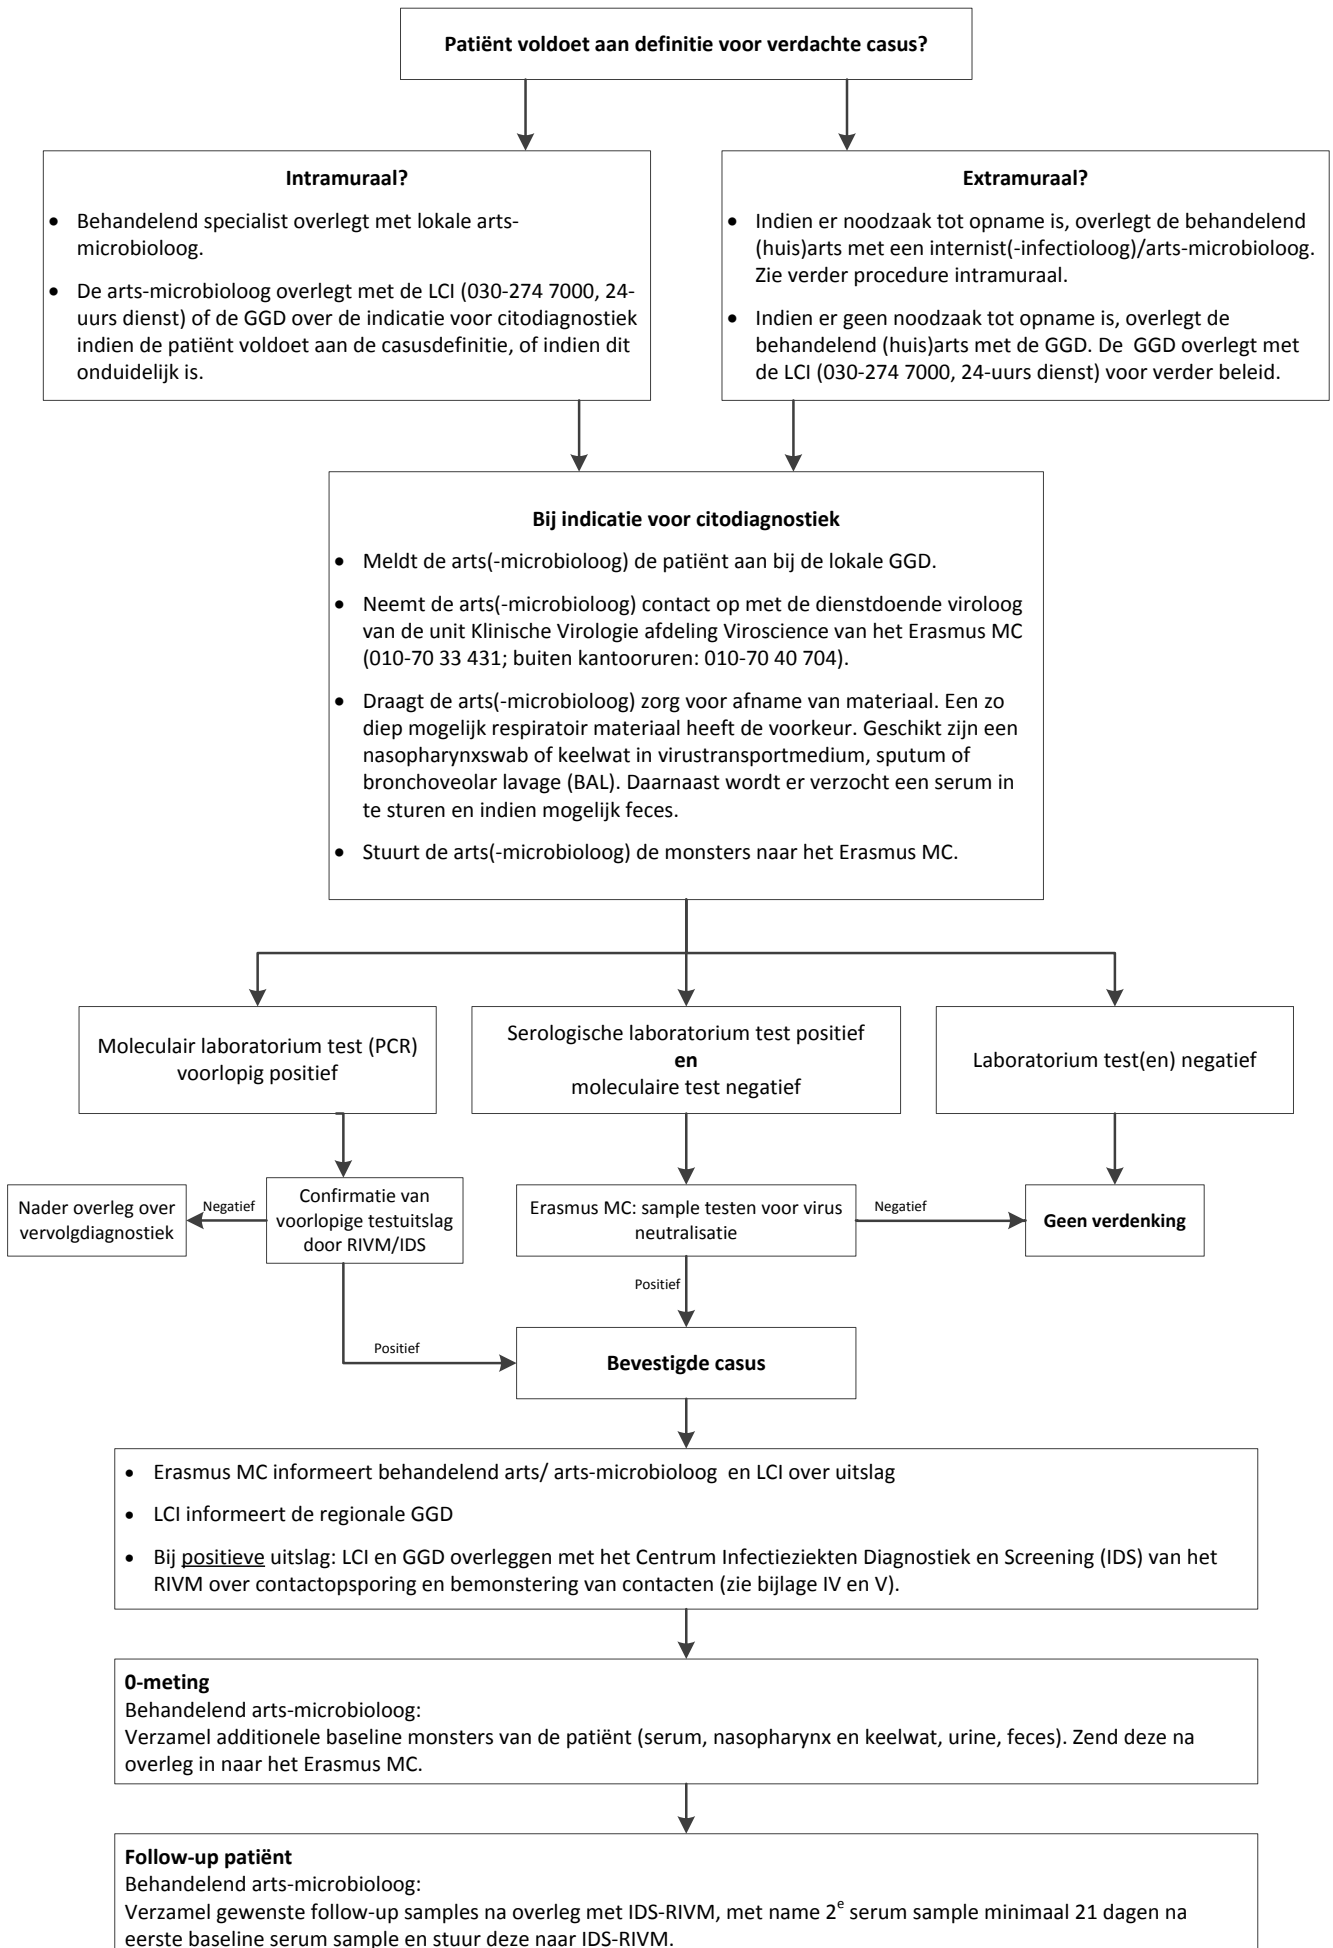 Patiënt voldoet aan definitie voor verdachte casus?
Intramuraal?
• Behandelend specialist overlegt met lokale arts-
microbioloog.
• De arts-microbioloog overlegt met de LCI (030-274 7000, 24-
uurs dienst) of de GGD over de indicatie voor citodiagnostiek
indien de patiënt voldoet aan de casusdefinitie, of indien dit
onduidelijk is.
Extramuraal?
• Indien er noodzaak tot opname is, overlegt de behandelend
(huis)arts met een internist(-infectioloog)/arts-microbioloog.
Zie verder procedure intramuraal.
• Indien er geen noodzaak tot opname is, overlegt de
behandelend (huis)arts met de GGD. De GGD overlegt met
de LCI (030-274 7000, 24-uurs dienst) voor verder beleid.
Bij indicatie voor citodiagnostiek
• Meldt de arts(-microbioloog) de patiënt aan bij de lokale GGD.
• Neemt de arts(-microbioloog) contact op met de dienstdoende viroloog
van de unit Klinische Virologie afdeling Viroscience van het Erasmus MC
(010-70 33 431; buiten kantooruren: 010-70 40 704).
• Draagt de arts(-microbioloog) zorg voor afname van materiaal. Een zo
diep mogelijk respiratoir materiaal heeft de voorkeur. Geschikt zijn een
nasopharynxswab of keelwat in virustransportmedium, sputum of
bronchoveolar lavage (BAL). Daarnaast wordt er verzocht een serum in
te sturen en indien mogelijk feces.
• Stuurt de arts(-microbioloog) de monsters naar het Erasmus MC.
Moleculair laboratorium test (PCR)
voorlopig positief
Serologische laboratorium test positief
en
moleculaire test negatief
Laboratorium test(en) negatief
Nader overleg over
vervolgdiagnostiek
Negatief
Confirmatie van
voorlopige testuitslag
door RIVM/IDS
Erasmus MC: sample testen voor virus
neutralisatie
Negatief
Geen verdenking
Positief
Positief
Bevestigde casus
• Erasmus MC informeert behandelend arts/ arts-microbioloog en LCI over uitslag
• LCI informeert de regionale GGD
• Bij positieve uitslag: LCI en GGD overleggen met het Centrum Infectieziekten Diagnostiek en Screening (IDS) van het
RIVM over contactopsporing en bemonstering van contacten (zie bijlage IV en V).
0-meting
Behandelend arts-microbioloog:
Verzamel additionele baseline monsters van de patiënt (serum, nasopharynx en keelwat, urine, feces). Zend deze na
overleg in naar het Erasmus MC.
Follow-up patiënt
Behandelend arts-microbioloog:
Verzamel gewenste follow-up samples na overleg met IDS-RIVM, met name 2e serum sample minimaal 21 dagen na
eerste baseline serum sample en stuur deze naar IDS-RIVM.